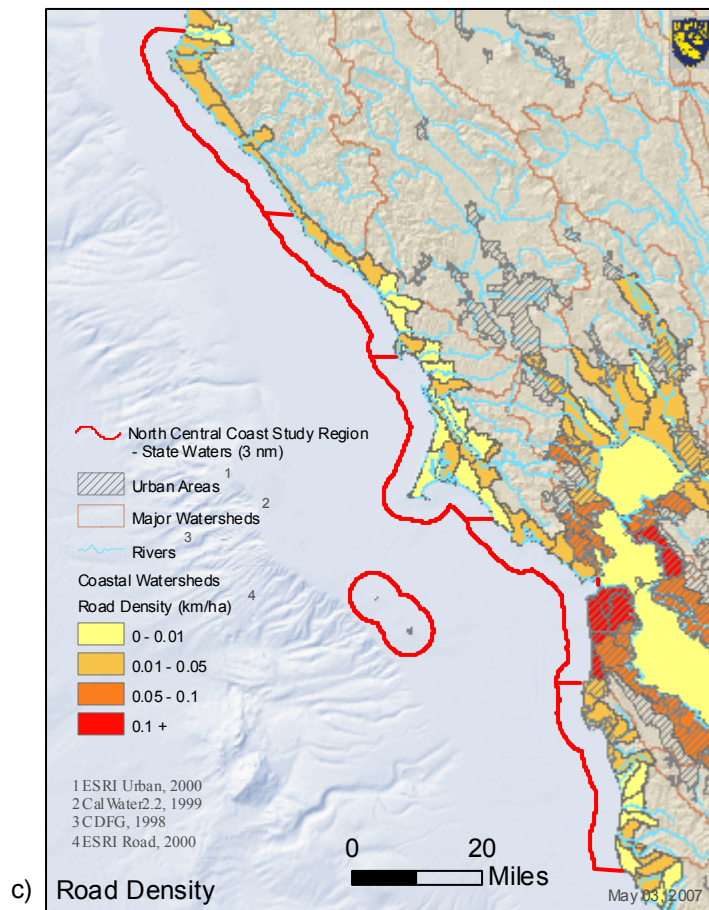 North Central Coast Study Region
- State Waters (3 nm)
Urban Areas 1
Major Watersheds 2
Rivers 3
Coastal Watersheds
Road Density (km/ha) 4
0 - 0.01
0.01 - 0.05
0.05 - 0.1
0.1 +
1 ESRI Urban, 2000
2 CalWater2.2, 1999
3 CDFG, 1998
4 ESRI Road, 2000
0 20
Miles
c) Road Density
May 03, 2007